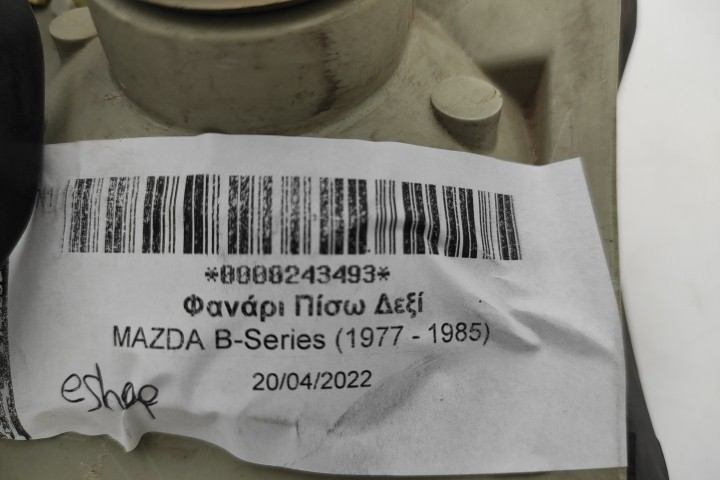 *0000243493*
Φανάρι Πίσω Δεξί
MAZDA B-Series (1977 - 1985)
20/04/2022
eshop